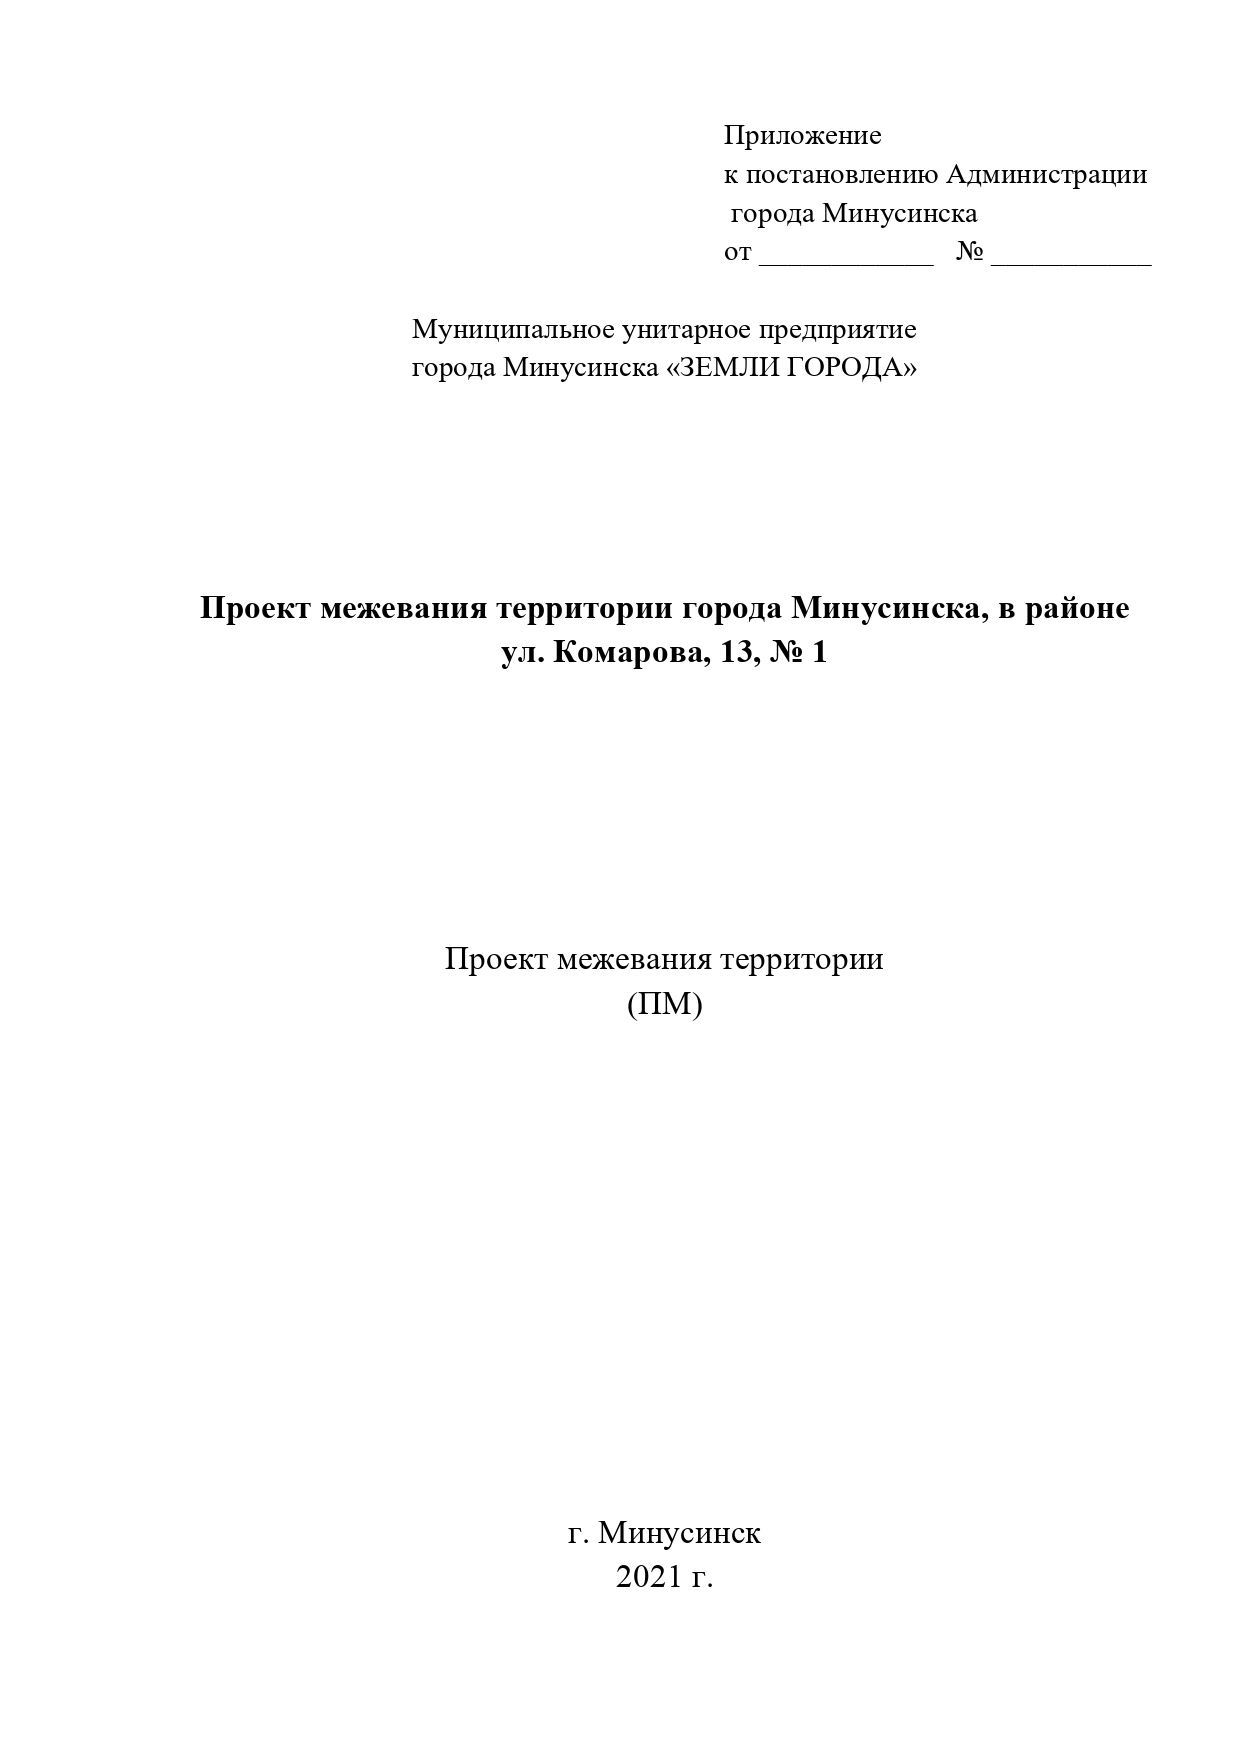 Приложение
к постановлению Администрации
города Минусинска
от ____________ № ___________
Муниципальное унитарное предприятие
города Минусинска «ЗЕМЛИ ГОРОДА»
Проект межевания территории города Минусинска, в районе
ул. Комарова, 13, № 1
Проект межевания территории
(ПМ)
г. Минусинск
2021 г.